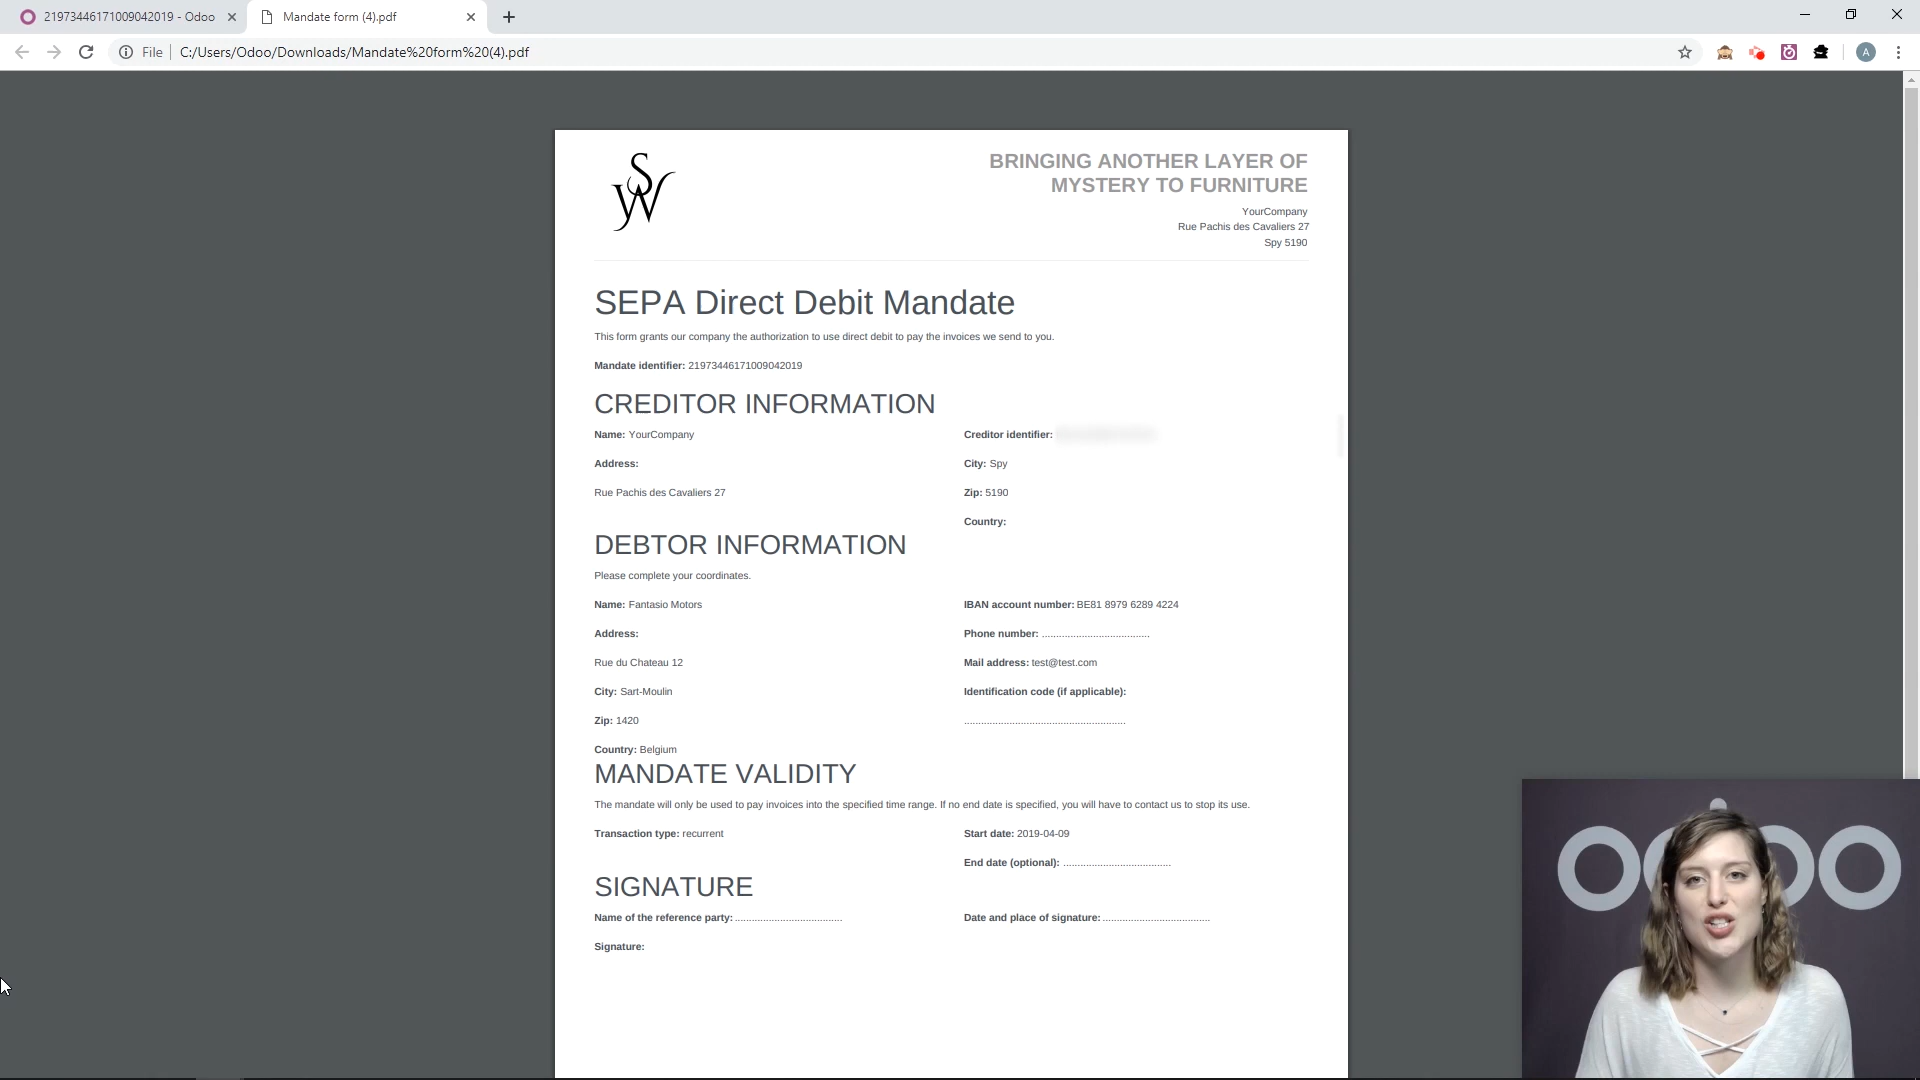 21973446171009042019 - Odoo
Mandate form (4).pdf
File
C:/Users/Odoo/Downloads/Mandate%20form%20(4).pdf
A
SW
BRINGING ANOTHER LAYER OF
MYSTERY TO FURNITURE
YourCompany
Rue Pachis des Cavaliers 27
Spy 5190
SEPA Direct Debit Mandate
This form grants our company the authorization to use direct debit to pay the invoices we send to you.
Mandate identifier: 21973446171009042019
CREDITOR INFORMATION
Name: YourCompany
Creditor identifier:
Address:
City: Spy
Rue Pachis des Cavaliers 27
Zip: 5190
Country:
DEBTOR INFORMATION
Please complete your coordinates.
Name: Fantasio Motors
IBAN account number: BE81 8979 6289 4224
Address:
Phone number: ......................................
Rue du Chateau 12
Mail address: test@test.com
City: Sart-Moulin
Identification code (if applicable):
Zip: 1420
.........................................................
Country: Belgium
MANDATE VALIDITY
The mandate will only be used to pay invoices into the specified time range. If no end date is specified, you will have to contact us to stop its use.
Transaction type: recurrent
Start date: 2019-04-09
End date (optional): ......................................
SIGNATURE
Name of the reference party: ......................................
Date and place of signature: ......................................
Signature:
odoo